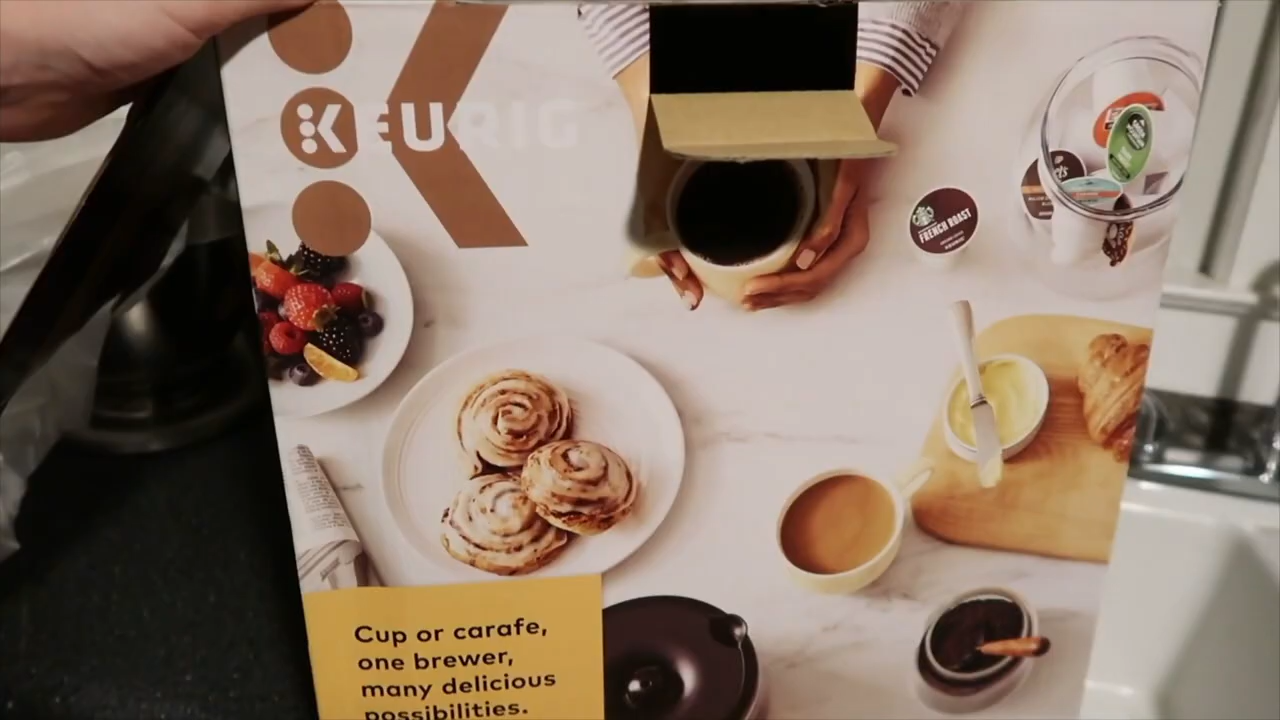 KEURIG
FRENCH ROAST
Cup or carafe,
one brewer,
many delicious
possibilities.